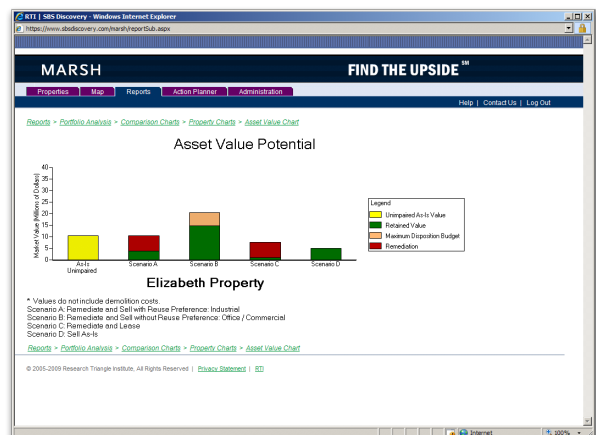 RTI | SBS Discovery - Windows Internet Explorer
https://www.sbsdiscovery.com/marsh/reportSub.aspx
MARSH
FIND THE UPSIDE SM
Properties Map Reports Action Planner Administration
Help | Contact Us | Log Out
Reports > Portfolio Analysis > Comparison Charts > Property Charts > Asset Value Chart
Asset Value Potential
Market Value (Millions of Dollars)
40
35
30
25
20
15
10
5
0
As-Is Unimpaired
Scenario A
Scenario B
Scenario C
Scenario D
Legend
Unimpaired As-Is Value
Retained Value
Maximum Disposition Budget
Remediation
Elizabeth Property
* Values do not include demolition costs.
Scenario A: Remediate and Sell with Reuse Preference: Industrial
Scenario B: Remediate and Sell without Reuse Preference: Office / Commercial
Scenario C: Remediate and Lease
Scenario D: Sell As-Is
Reports > Portfolio Analysis > Comparison Charts > Property Charts > Asset Value Chart
© 2005-2009 Research Triangle Institute, All Rights Reserved | Privacy Statement | RTI
Internet
100%